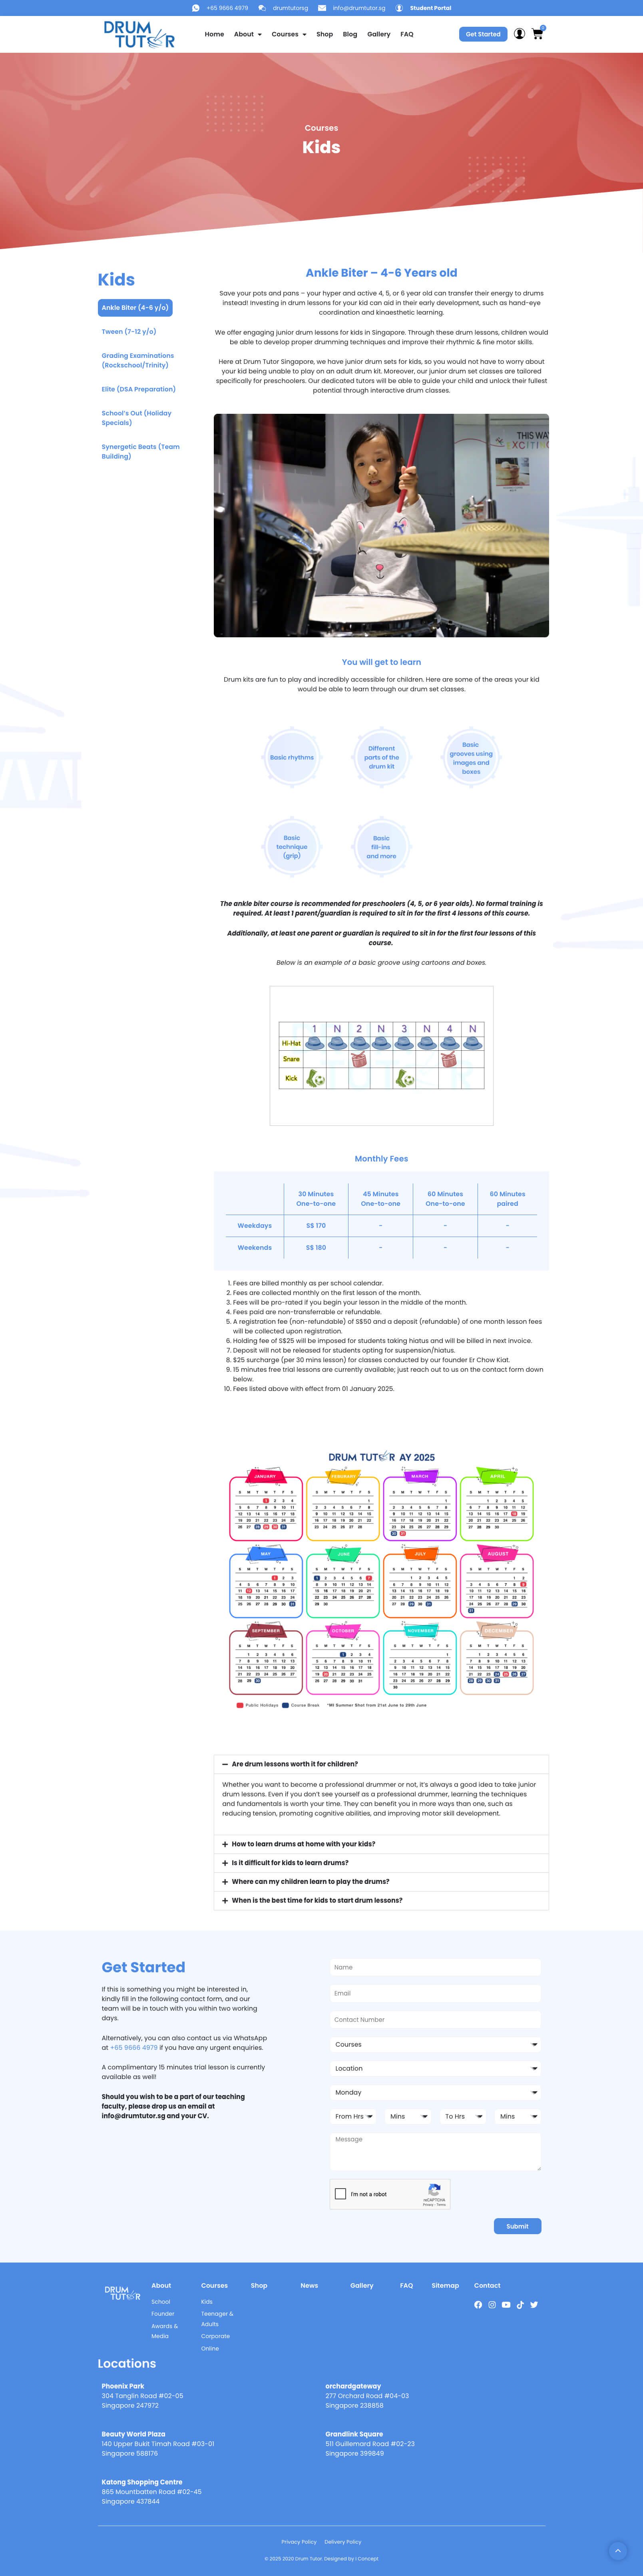 +65 9666 4979 drumtutorsg info@drumtutor.sg Student Portal
DRUM TUTOR
Home About Courses Shop Blog Gallery FAQ Get Started
Courses
Kids
Kids
Ankle Biter (4-6 y/o)
Tween (7-12 y/o)
Grading Examinations
(Rockschool/Trinity)
Elite (DSA Preparation)
School's Out (Holiday
Specials)
Synergetic Beats (Team
Building)
Ankle Biter – 4-6 Years old
Save your pots and pans – your hyper and active 4, 5, or 6 year old can transfer their energy to drums
instead! Investing in drum lessons for your kid can aid in their early development, such as hand-eye
coordination and kinaesthetic learning.
We offer engaging junior drum lessons for kids in Singapore. Through these drum lessons, children would
be able to develop proper drumming techniques and improve their rhythmic & fine motor skills.
Here at Drum Tutor Singapore, we have junior drum sets for kids, so you would not have to worry about
your kid being unable to play on an adult drum kit. Moreover, our junior drum set classes are tailored
specifically for preschoolers. Our dedicated tutors will be able to guide your child and unlock their fullest
potential through interactive drum classes.
THIS WA
EXCITING
You will get to learn
Drum kits are fun to play and incredibly accessible for children. Here are some of the areas your kid
would be able to learn through our drum set classes.
Basic rhythms
Different
parts of the
drum kit
Basic
grooves using
images and
boxes
Basic
technique
(grip)
Basic
fill-ins
and more
The ankle biter course is recommended for preschoolers (4, 5, or 6 year olds). No formal training is
required. At least 1 parent/guardian is required to sit in for the first 4 lessons of this course.
Additionally, at least one parent or guardian is required to sit in for the first four lessons of this
course.
Below is an example of a basic groove using cartoons and boxes.
1 N 2 N 3 N 4 N
Hi-Hat
Snare
Kick
Monthly Fees
30 Minutes
One-to-one
45 Minutes
One-to-one
60 Minutes
One-to-one
60 Minutes
paired
Weekdays S$ 170 - - -
Weekends S$ 180 - - -
1. Fees are billed monthly as per school calendar.
2. Fees are collected monthly on the first lesson of the month.
3. Fees will be pro-rated if you begin your lesson in the middle of the month.
4. Fees paid are non-transferrable or refundable.
5. A registration fee (non-refundable) of S$50 and a deposit (refundable) of one month lesson fees
will be collected upon registration.
6. Holding fee of S$25 will be imposed for students taking hiatus and will be billed in next invoice.
7. Deposit will not be released for students opting for suspension/hiatus.
8. $25 surcharge (per 30 mins lesson) for classes conducted by our founder Er Chow Kiat.
9. 15 minutes free trial lessons are currently available; just reach out to us on the contact form down
below.
10. Fees listed above with effect from 01 January 2025.
DRUM TUTOR AY 2025
JANUARY FEBRUARY MARCH APRIL
MAY JUNE JULY AUGUST
SEPTEMBER OCTOBER NOVEMBER DECEMBER
Public Holidays Course Break *Mt Summer Shut from 21st June to 29th June
Are drum lessons worth it for children?
Whether you want to become a professional drummer or not, it's always a good idea to take junior
drum lessons. Even if you don't see yourself as a professional drummer, learning the techniques
and fundamentals is worth your time. They can benefit you in more ways than one, such as
reducing tension, promoting cognitive abilities, and improving motor skill development.
How to learn drums at home with your kids?
Is it difficult for kids to learn drums?
Where can my children learn to play the drums?
When is the best time for kids to start drum lessons?
Get Started
If this is something you might be interested in,
kindly fill in the following contact form, and our
team will be in touch with you within two working
days.
Alternatively, you can also contact us via WhatsApp
at +65 9666 4979 if you have any urgent enquiries.
A complimentary 15 minutes trial lesson is currently
available as well!
Should you wish to be a part of our teaching
faculty, please drop us an email at
info@drumtutor.sg and your CV.
Name
Email
Contact Number
Courses
Location
Monday
From Hrs Mins To Hrs Mins
Message
I'm not a robot
reCAPTCHA
Privacy - Terms
Submit
DRUM TUTOR
About Courses Shop News Gallery FAQ Sitemap Contact
School
Founder
Awards &
Media
Kids
Teenager &
Adults
Corporate
Online
Locations
Phoenix Park
304 Tanglin Road #02-05
Singapore 247972
orchardgateway
277 Orchard Road #04-03
Singapore 238858
Beauty World Plaza
140 Upper Bukit Timah Road #03-01
Singapore 588176
Grandlink Square
511 Guillemard Road #02-23
Singapore 399849
Katong Shopping Centre
865 Mountbatten Road #02-45
Singapore 437844
Privacy Policy Delivery Policy
© 2025 2020 Drum Tutor. Designed by i Concept